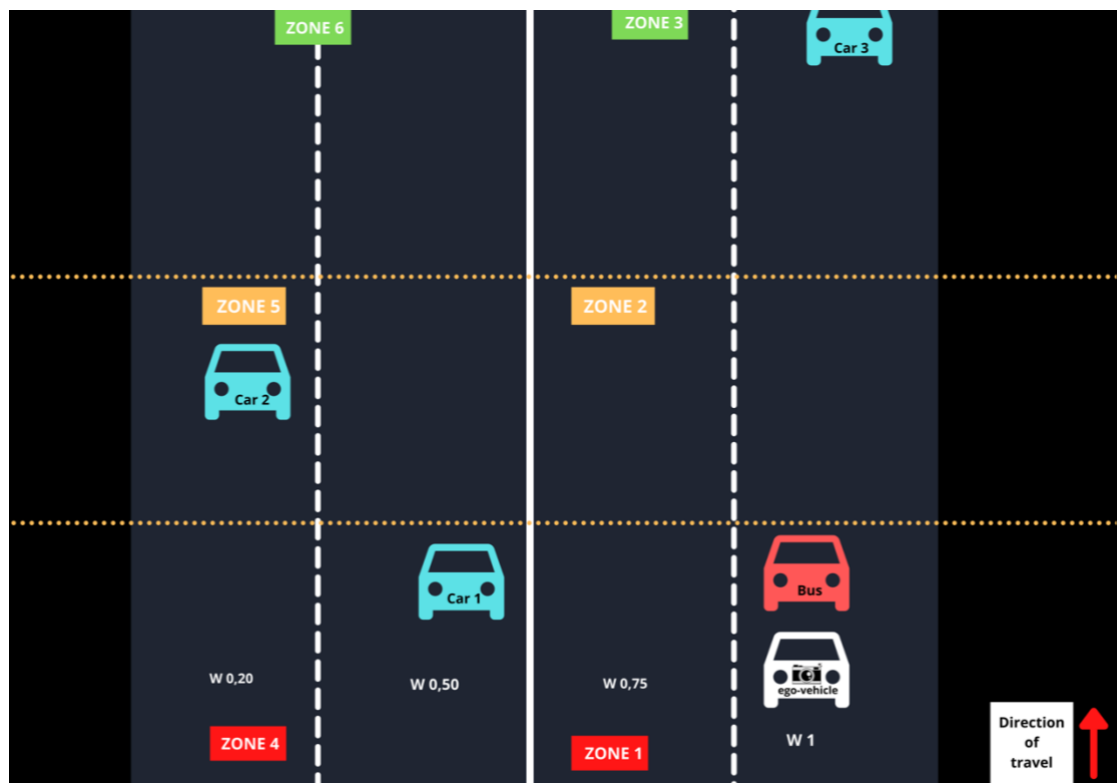 ZONE 6
ZONE 3
Car 3
ZONE 5
ZONE 2
Car 2
Car 1
Bus
ego-vehicle
W 0,20
W 0,50
W 0,75
W 1
ZONE 4
ZONE 1
Direction
of
travel